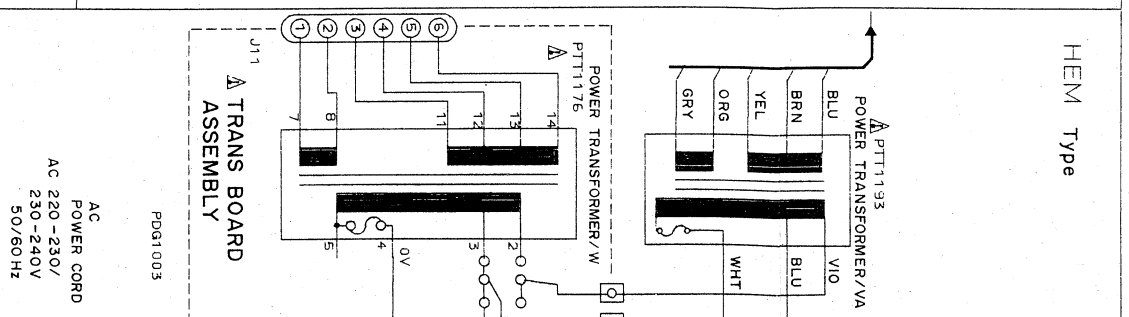 HEM Type
⚠ PTT1193
POWER TRANSFORMER/VA
BLU
BRN
YEL
ORG
GRY
VIO
BLU
WHT
POWER TRANSFORMER/W
⚠ PTT1176
1 2 3 4 5 6
J11
14
13
12
11
8
7
2
3
4
5
0V
⚠ TRANS BOARD
ASSEMBLY
PDG1003
AC
POWER CORD
AC 220-230/
230-240V
50/60Hz